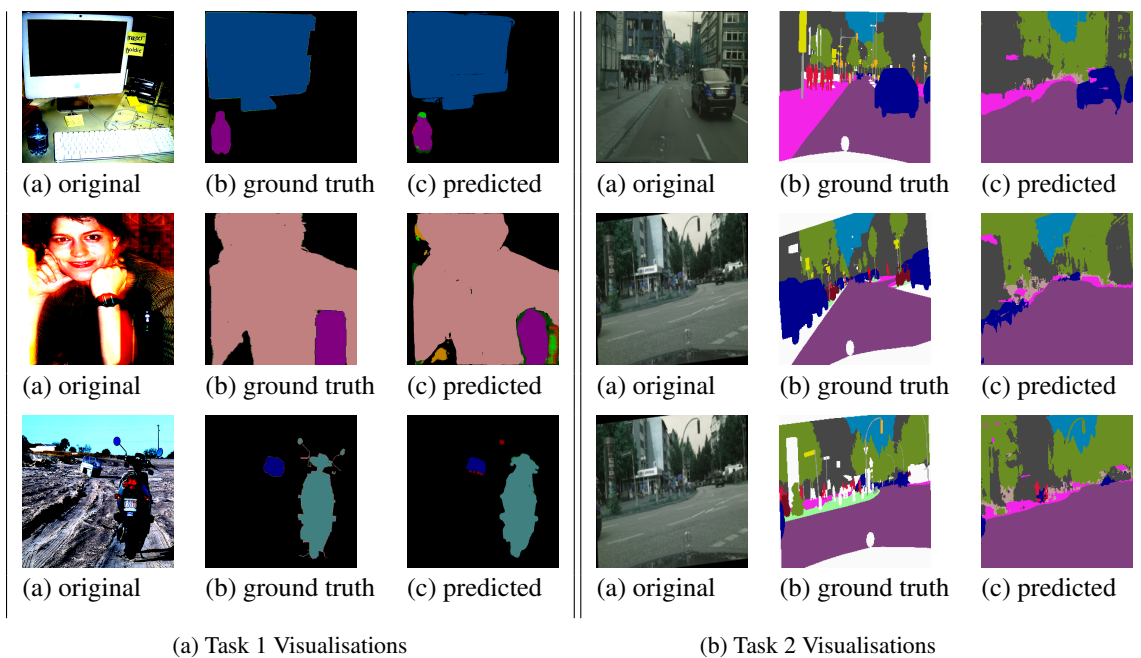 (a) original (b) ground truth (c) predicted (a) original (b) ground truth (c) predicted
(a) original (b) ground truth (c) predicted (a) original (b) ground truth (c) predicted
(a) original (b) ground truth (c) predicted (a) original (b) ground truth (c) predicted
(a) Task 1 Visualisations (b) Task 2 Visualisations